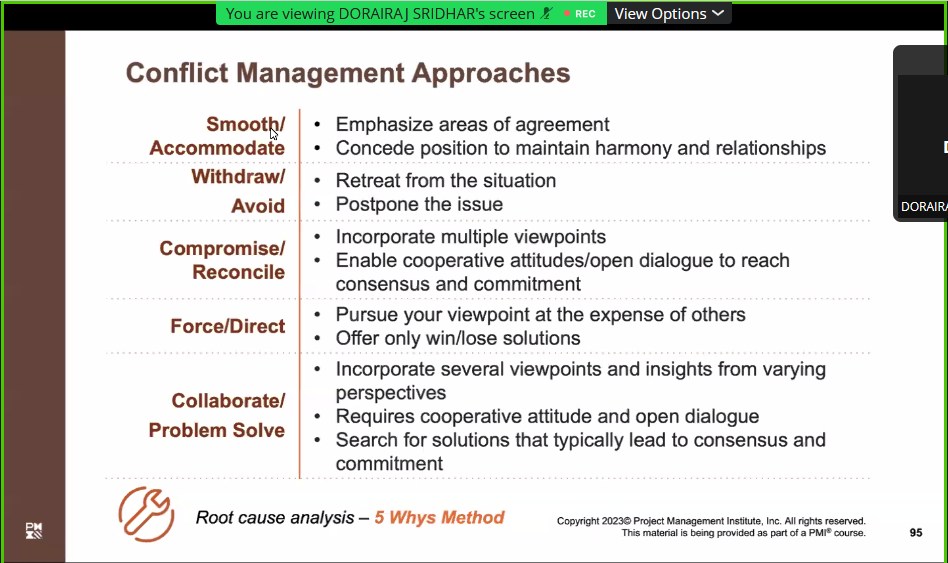 You are viewing DORAIRAJ SRIDHAR's screen
REC
View Options
Conflict Management Approaches
Smooth/
Accommodate
• Emphasize areas of agreement
• Concede position to maintain harmony and relationships
Withdraw/
Avoid
• Retreat from the situation
• Postpone the issue
Compromise/
Reconcile
• Incorporate multiple viewpoints
• Enable cooperative attitudes/open dialogue to reach
consensus and commitment
Force/Direct
• Pursue your viewpoint at the expense of others
• Offer only win/lose solutions
Collaborate/
Problem Solve
• Incorporate several viewpoints and insights from varying
perspectives
• Requires cooperative attitude and open dialogue
• Search for solutions that typically lead to consensus and
commitment
Root cause analysis – 5 Whys Method
Copyright 2023© Project Management Institute, Inc. All rights reserved.
This material is being provided as part of a PMI® course.
95
D
DORAIRA